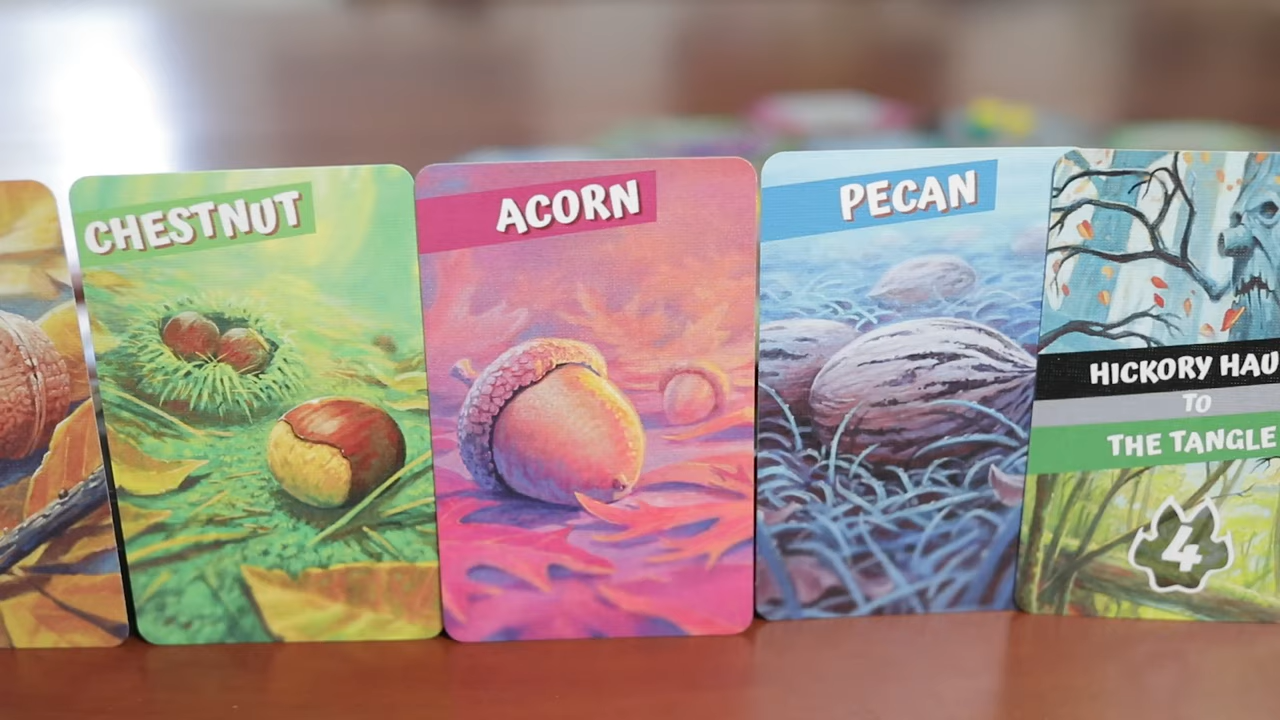 CHESTNUT
ACORN
PECAN
HICKORY HAU
TO
THE TANGLE
4